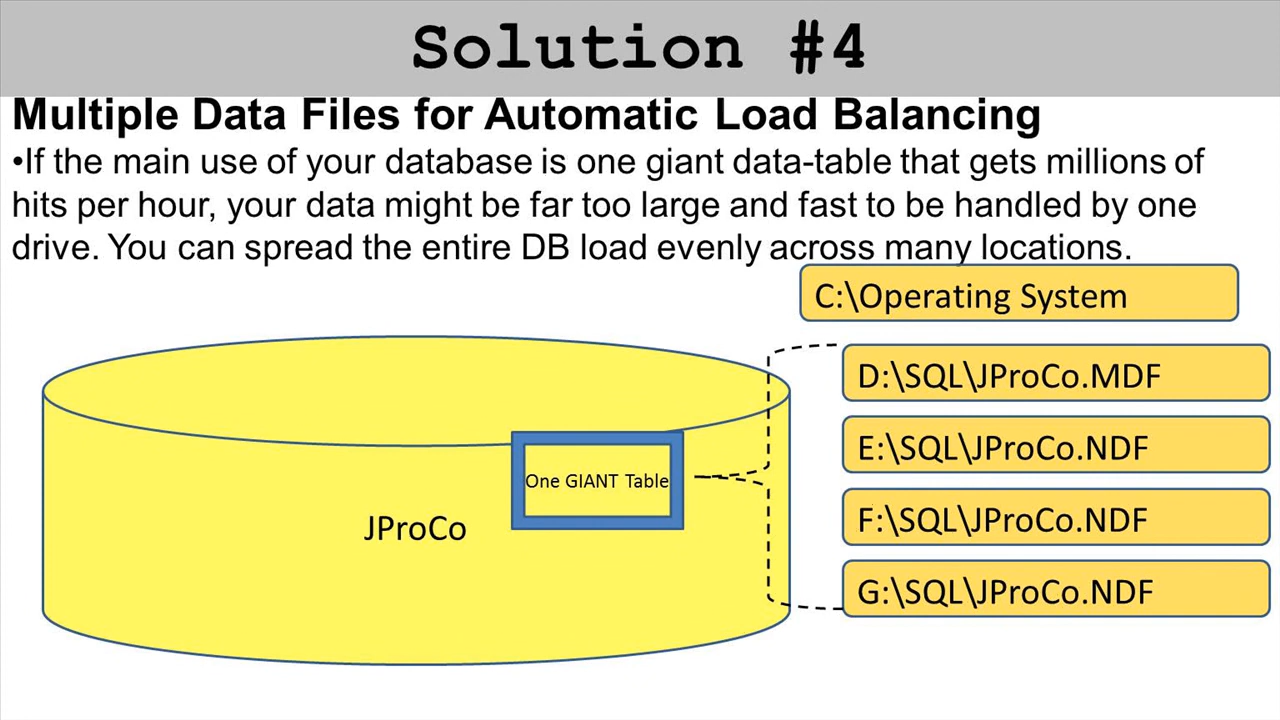 Solution #4
Multiple Data Files for Automatic Load Balancing
•If the main use of your database is one giant data-table that gets millions of
hits per hour, your data might be far too large and fast to be handled by one
drive. You can spread the entire DB load evenly across many locations.
C:\Operating System
D:\SQL\JProCo.MDF
E:\SQL\JProCo.NDF
One GIANT Table
JProCo
F:\SQL\JProCo.NDF
G:\SQL\JProCo.NDF